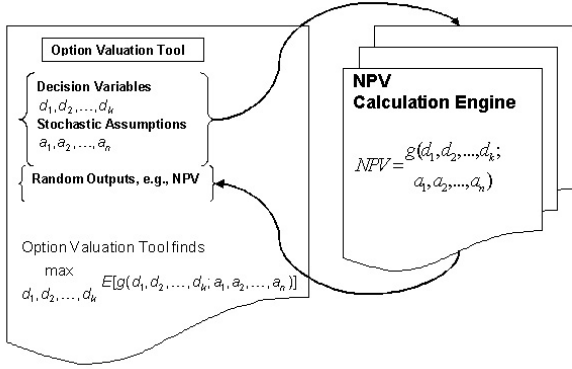 Option Valuation Tool
Decision Variables
d₁,d₂,...,dₖ
Stochastic Assumptions
a₁,a₂,...,aₙ
Random Outputs, e.g., NPV
Option Valuation Tool finds
max
d₁,d₂,...,dₖ E[g(d₁,d₂,...,dₖ; a₁,a₂,...,aₙ)]
NPV
Calculation Engine
NPV= g(d₁,d₂,...,dₖ;
a₁,a₂,...,aₙ)